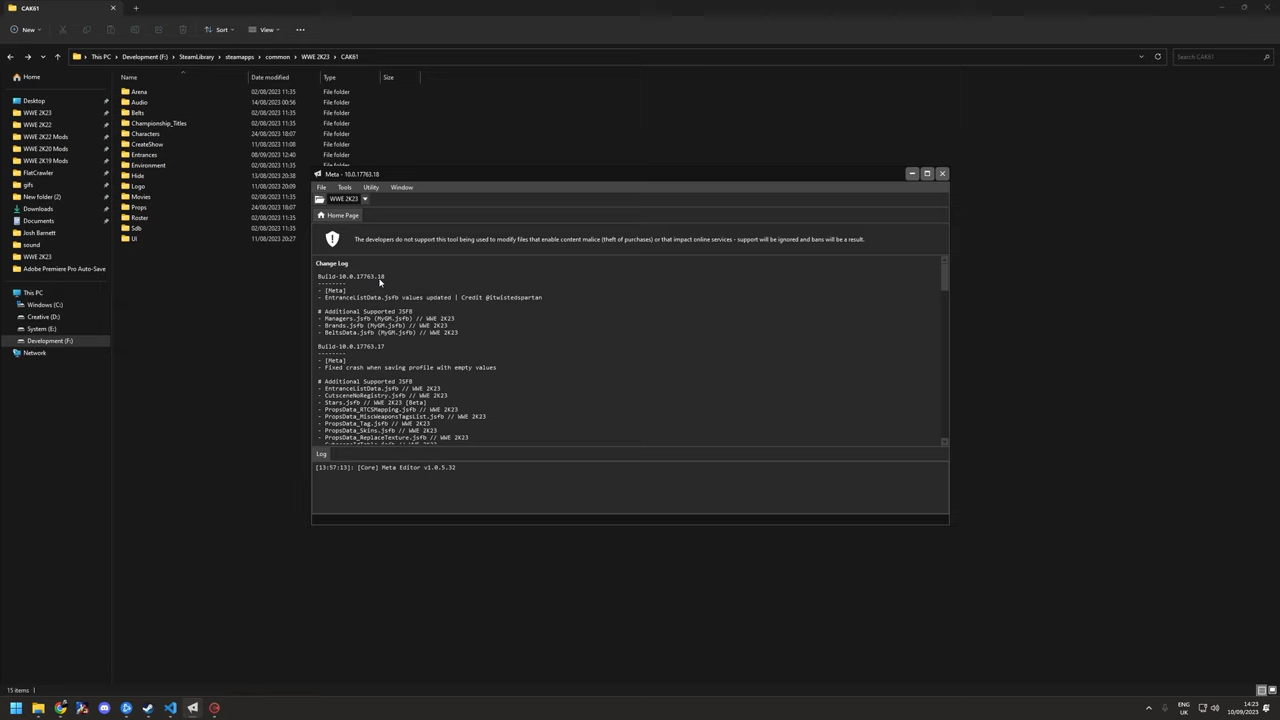 CAK61
New
Sort
View
This PC > Development (F:) > SteamLibrary > steamapps > common > WWE 2K23 > CAK61
Search CAK61
Home
Desktop
WWE 2K23
WWE 2K22
WWE 2K22 Mods
WWE 2K20 Mods
WWE 2K19 Mods
FlatCrawler
gifs
New folder (2)
Downloads
Documents
Josh Barnett
sound
WWE 2K23
Adobe Premiere Pro Auto-Save
This PC
Windows (C:)
Creative (D:)
System (E:)
Development (F:)
Network
Name Date modified Type Size
Arena 02/08/2023 11:35 File folder
Audio 14/08/2023 00:56 File folder
Belts 02/08/2023 11:35 File folder
Championship_Titles 02/08/2023 11:35 File folder
Characters 24/08/2023 18:07 File folder
CreateShow 11/08/2023 11:08 File folder
Entrances 08/09/2023 12:40 File folder
Environment 02/08/2023 11:35 File folder
Hide 13/08/2023 20:38
Logo 11/08/2023 20:09
Movies 02/08/2023 11:35
Props 24/08/2023 18:07
Roster 02/08/2023 11:35
Sdb 02/08/2023 11:35
UI 11/08/2023 20:27
Meta - 10.0.17763.18
File Tools Utility Window
WWE 2K23
Home Page
The developers do not support this tool being used to modify files that enable content malice (theft of purchases) or that impact online services - support will be ignored and bans will be a result.
Change Log
Build-10.0.17763.18
--------
- [Meta]
- EntranceListData.jsfb values updated | Credit @itwistedspartan
# Additional Supported JSFB
- Managers.jsfb (MyGM.jsfb) // WWE 2K23
- Brands.jsfb (MyGM.jsfb) // WWE 2K23
- BeltsData.jsfb (MyGM.jsfb) // WWE 2K23
Build-10.0.17763.17
--------
- [Meta]
- Fixed crash when saving profile with empty values
# Additional Supported JSFB
- EntranceListData.jsfb // WWE 2K23
- CutsceneNoRegistry.jsfb // WWE 2K23
- Stars.jsfb // WWE 2K23 [Beta]
- PropsData_RTCSMapping.jsfb // WWE 2K23
- PropsData_MiscWeaponsTagsList.jsfb // WWE 2K23
- PropsData_Tag.jsfb // WWE 2K23
- PropsData_Skins.jsfb // WWE 2K23
- PropsData_ReplaceTexture.jsfb // WWE 2K23
Log
[13:57:13]: [Core] Meta Editor v1.0.5.32
15 items
ENG
UK
14:23
10/09/2023